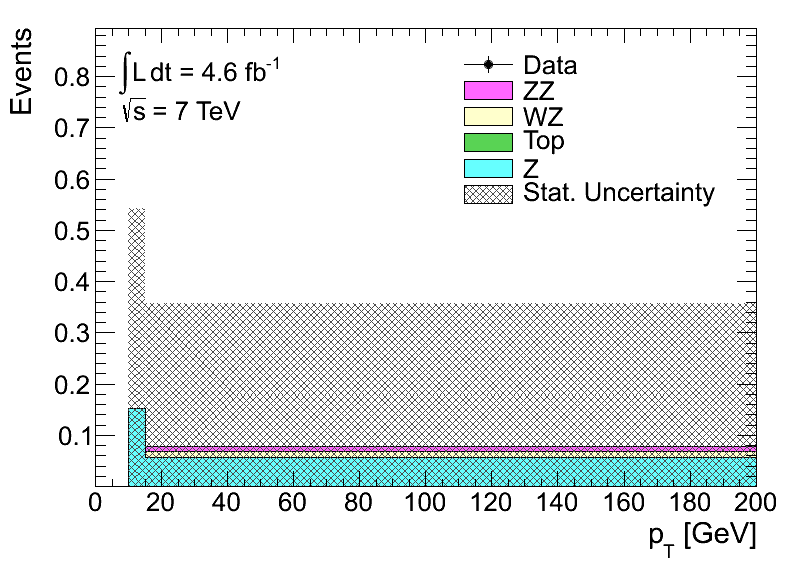 Events
∫L dt = 4.6 fb⁻¹
√s = 7 TeV
Data
ZZ
WZ
Top
Z
Stat. Uncertainty
0.8
0.7
0.6
0.5
0.4
0.3
0.2
0.1
0 20 40 60 80 100 120 140 160 180 200
p_T [GeV]